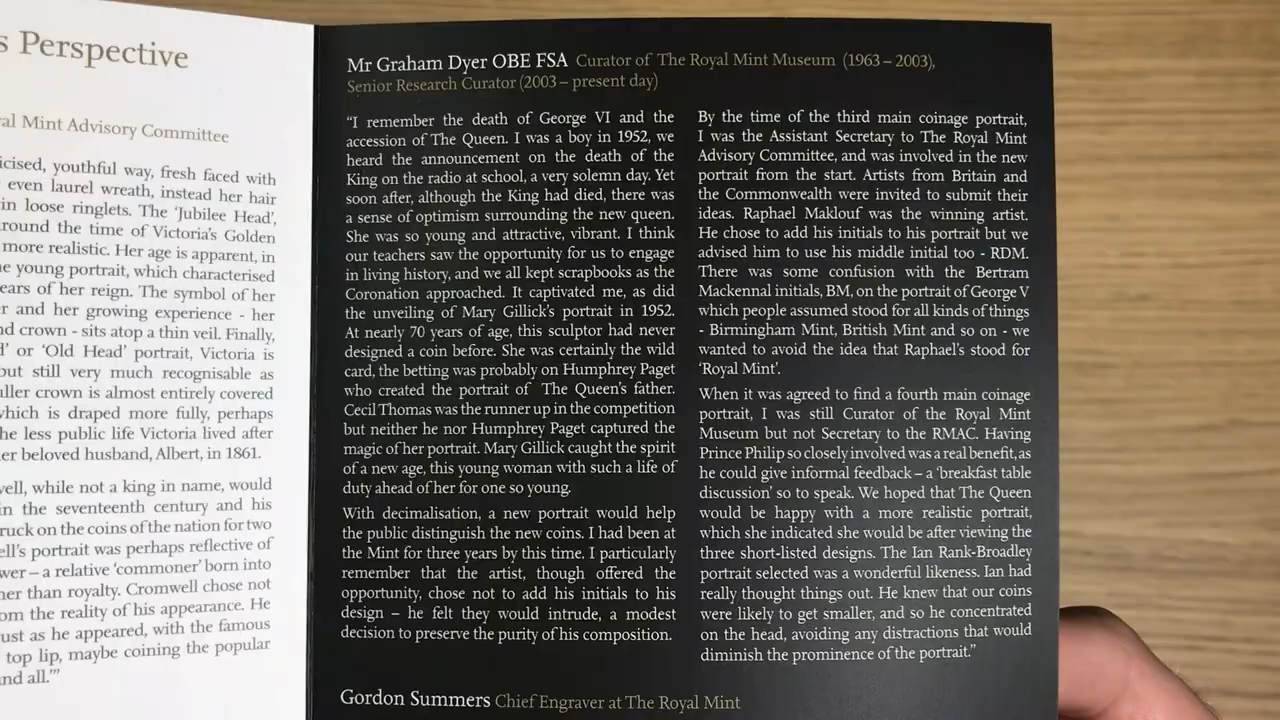 s Perspective
al Mint Advisory Committee
icised, youthful way, fresh faced with
even laurel wreath, instead her hair
in loose ringlets. The ‘Jubilee Head’,
round the time of Victoria’s Golden
more realistic. Her age is apparent, in
e young portrait, which characterised
ears of her reign. The symbol of her
r and her growing experience - her
nd crown - sits atop a thin veil. Finally,
’ or ‘Old Head’ portrait, Victoria is
but still very much recognisable as
uller crown is almost entirely covered
which is draped more fully, perhaps
he less public life Victoria lived after
er beloved husband, Albert, in 1861.
well, while not a king in name, would
in the seventeenth century and his
ruck on the coins of the nation for two
ell’s portrait was perhaps reflective of
wer – a relative ‘commoner’ born into
her than royalty. Cromwell chose not
om the reality of his appearance. He
ust as he appeared, with the famous
top lip, maybe coining the popular
nd all.’”
Mr Graham Dyer OBE FSA Curator of The Royal Mint Museum (1963 – 2003),
Senior Research Curator (2003 – present day)
“I remember the death of George VI and the
accession of The Queen. I was a boy in 1952, we
heard the announcement on the death of the
King on the radio at school, a very solemn day. Yet
soon after, although the King had died, there was
a sense of optimism surrounding the new queen.
She was so young and attractive, vibrant. I think
our teachers saw the opportunity for us to engage
in living history, and we all kept scrapbooks as the
Coronation approached. It captivated me, as did
the unveiling of Mary Gillick’s portrait in 1952.
At nearly 70 years of age, this sculptor had never
designed a coin before. She was certainly the wild
card, the betting was probably on Humphrey Paget
who created the portrait of The Queen’s father.
Cecil Thomas was the runner up in the competition
but neither he nor Humphrey Paget captured the
magic of her portrait. Mary Gillick caught the spirit
of a new age, this young woman with such a life of
duty ahead of her for one so young.
With decimalisation, a new portrait would help
the public distinguish the new coins. I had been at
the Mint for three years by this time. I particularly
remember that the artist, though offered the
opportunity, chose not to add his initials to his
design – he felt they would intrude, a modest
decision to preserve the purity of his composition.
By the time of the third main coinage portrait,
I was the Assistant Secretary to The Royal Mint
Advisory Committee, and was involved in the new
portrait from the start. Artists from Britain and
the Commonwealth were invited to submit their
ideas. Raphael Maklouf was the winning artist.
He chose to add his initials to his portrait but we
advised him to use his middle initial too - RDM.
There was some confusion with the Bertram
Mackennal initials, BM, on the portrait of George V
which people assumed stood for all kinds of things
- Birmingham Mint, British Mint and so on - we
wanted to avoid the idea that Raphael’s stood for
‘Royal Mint’.
When it was agreed to find a fourth main coinage
portrait, I was still Curator of the Royal Mint
Museum but not Secretary to the RMAC. Having
Prince Philip so closely involved was a real benefit, as
he could give informal feedback – a ‘breakfast table
discussion’ so to speak. We hoped that The Queen
would be happy with a more realistic portrait,
which she indicated she would be after viewing the
three short-listed designs. The Ian Rank-Broadley
portrait selected was a wonderful likeness. Ian had
really thought things out. He knew that our coins
were likely to get smaller, and so he concentrated
on the head, avoiding any distractions that would
diminish the prominence of the portrait.”
Gordon Summers Chief Engraver at The Royal Mint